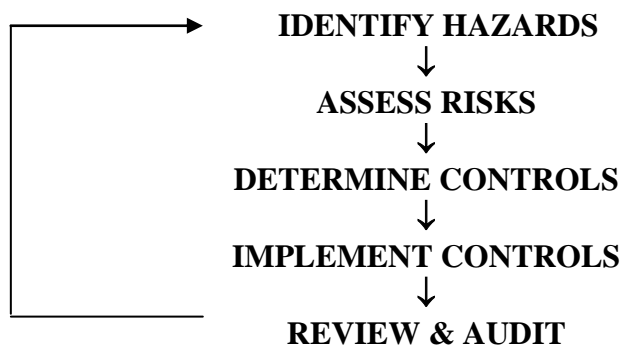 IDENTIFY HAZARDS
↓
ASSESS RISKS
↓
DETERMINE CONTROLS
↓
IMPLEMENT CONTROLS
↓
REVIEW & AUDIT